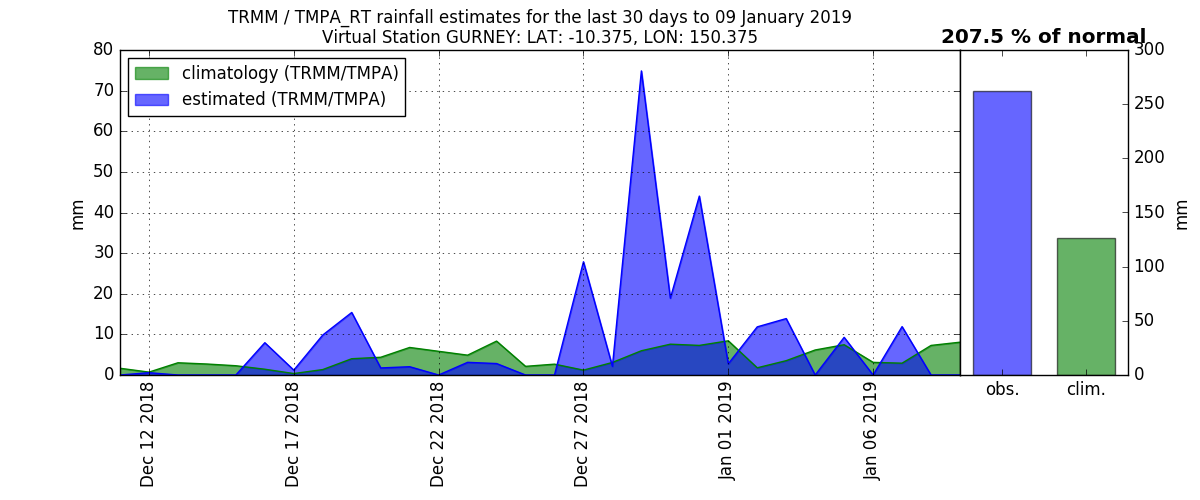 TRMM / TMPA_RT rainfall estimates for the last 30 days to 09 January 2019
Virtual Station GURNEY: LAT: -10.375, LON: 150.375
207.5 % of normal
climatology (TRMM/TMPA)
estimated (TRMM/TMPA)
80
70
60
50
40
30
20
10
0
mm
Dec 12 2018
Dec 17 2018
Dec 22 2018
Dec 27 2018
Jan 01 2019
Jan 06 2019
300
250
200
150
100
50
0
mm
obs.
clim.